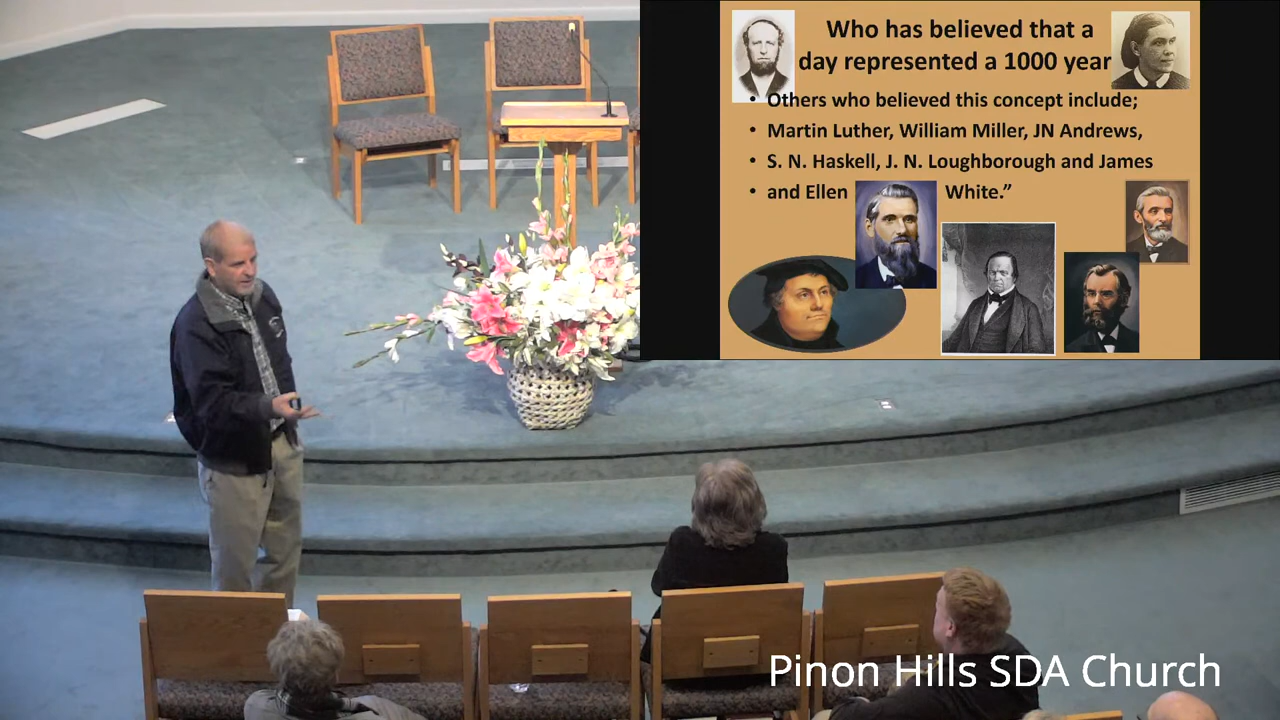 Who has believed that a
day represented a 1000 year
• Others who believed this concept include;
• Martin Luther, William Miller, JN Andrews,
• S. N. Haskell, J. N. Loughborough and James
• and Ellen White.”
Pinon Hills SDA Church